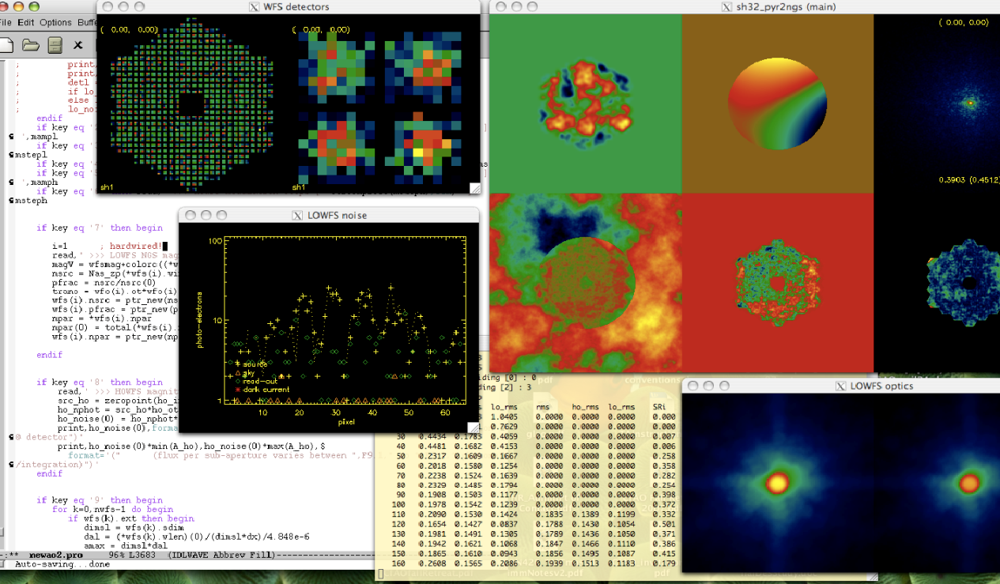 WFS detectors
sh32_pyr2ngs (main)
File Edit Options Buffe
( 0.00, 0.00)
( 0.00, 0.00)
( 0.00, 0.00)
; print,
; print,
; detl =
; if lo_
; else
; lo_noi
endif
if key eq '
',mampl
if key eq '
mstepl
if key eq '
if key eq '
',mamph
if key eq '
msteph
sh1
sh1
0.3903 (0.4512)
if key eq '7' then begin
i=1 ; hardwired!
read,' >>> LOWFS NGS mag
magV = wfsmag+colorc((*w
nsrc = Nas_zp(*wfs(i).wi
pfrac = nsrc/nsrc(0)
trans = wfs(i).ot*wfs(i)
wfs(i).nsrc = ptr_new(ns
wfs(i).pfrac = ptr_new(p
npar = *wfs(i).npar
npar(0) = total(*wfs(i).
wfs(i).npar = ptr_new(np
endif
LOWFS noise
100
10
1
photo-electrons
source
sky
read-out
dark current
10 20 30 40 50 60
pixel
if key eq '8' then begin
read,' >>> HOWFS magnit
src_ho = zeropoint(ho_i
ho_nphot = src_ho*ho_ot
ho_noise(0) = ho_nphot*
print,ho_noise(0),forma
@ detector")'
print,ho_noise(0)*min(A_ho),ho_noise(0)*max(A_ho),$
format='(" (flux per sub-aperture varies between ",F9
/integration)")'
endif
if key eq '9' then begin
for k=0,nwfs-1 do begin
if wfs(k).ext then begin
dimsl = wfs(k).sdim
dal = (*wfs(k).wlen)(0)/(dimsl*dx)/4.848e-6
amax = dimsl*dal
-:** newao2.pro 96% L3683 (IDLWAVE Abbrev Fill)
Auto-saving...done
ding [0] : 0
ding [2] : 3
pdf
conventions
lo_rms rms ho_rms lo_rms SRi
1.0405 0.0000 0.0000 0.0000 0.000
0.7629 0.0000 0.0000 0.0000 0.000
30 0.4434 0.1783 0.4059 0.0000 0.0000 0.0000 0.007
40 0.4481 0.1682 0.4153 0.0000 0.0000 0.0000 0.006
50 0.2317 0.1609 0.1667 0.0000 0.0000 0.0000 0.258
60 0.2018 0.1580 0.1254 0.0000 0.0000 0.0000 0.358
70 0.2238 0.1524 0.1639 0.0000 0.0000 0.0000 0.282
80 0.2329 0.1485 0.1794 0.0000 0.0000 0.0000 0.254
90 0.1908 0.1503 0.1177 0.0000 0.0000 0.0000 0.398
100 0.1978 0.1542 0.1239 0.0000 0.0000 0.0000 0.372
110 0.2090 0.1530 0.1424 0.1835 0.1389 0.1199 0.332
120 0.1654 0.1427 0.0837 0.1788 0.1430 0.1054 0.501
130 0.1981 0.1491 0.1305 0.1789 0.1436 0.1050 0.371
140 0.1942 0.1621 0.1068 0.1847 0.1466 0.1110 0.386
150 0.1865 0.1610 0.0943 0.1856 0.1495 0.1087 0.415
160 0.2608 0.1565 0.2086 0.1939 0.1513 0.1183 0.179
immNotesv2.pdf
pdf
LOWFS optics